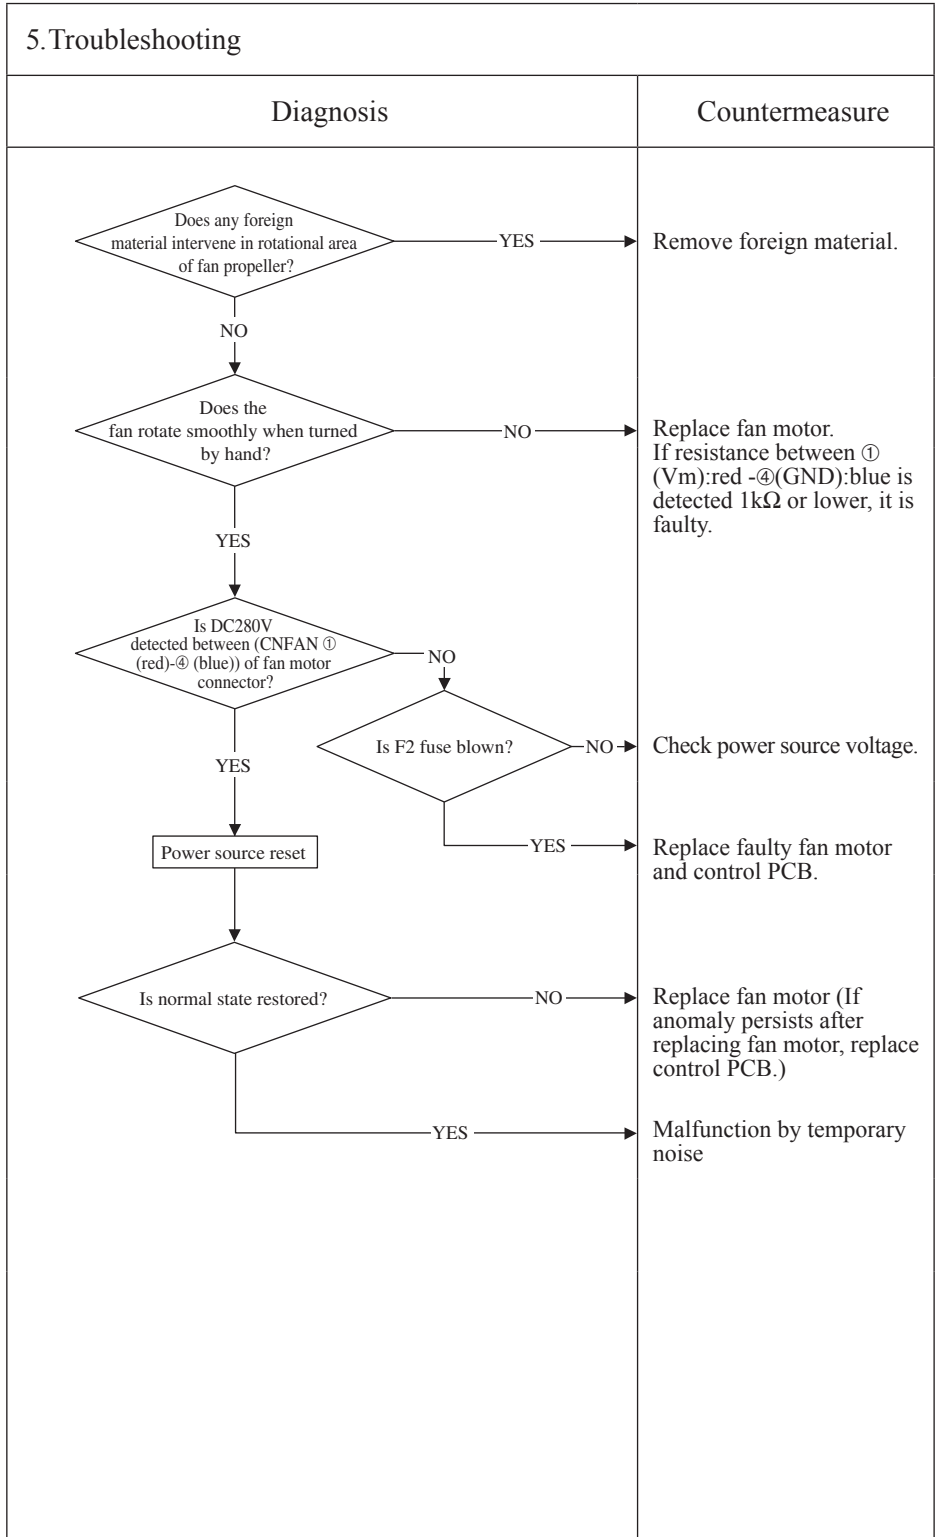 5.Troubleshooting
Diagnosis
Countermeasure
Does any foreign
material intervene in rotational area
of fan propeller?
YES
Remove foreign material.
NO
Does the
fan rotate smoothly when turned
by hand?
NO
Replace fan motor.
If resistance between ①
(Vm):red -④(GND):blue is
detected 1kΩ or lower, it is
faulty.
YES
Is DC280V
detected between (CNFAN ①
(red)-④ (blue)) of fan motor
connector?
NO
Is F2 fuse blown?
NO
Check power source voltage.
YES
YES
Replace faulty fan motor
and control PCB.
Power source reset
Is normal state restored?
NO
Replace fan motor (If
anomaly persists after
replacing fan motor, replace
control PCB.)
YES
Malfunction by temporary
noise